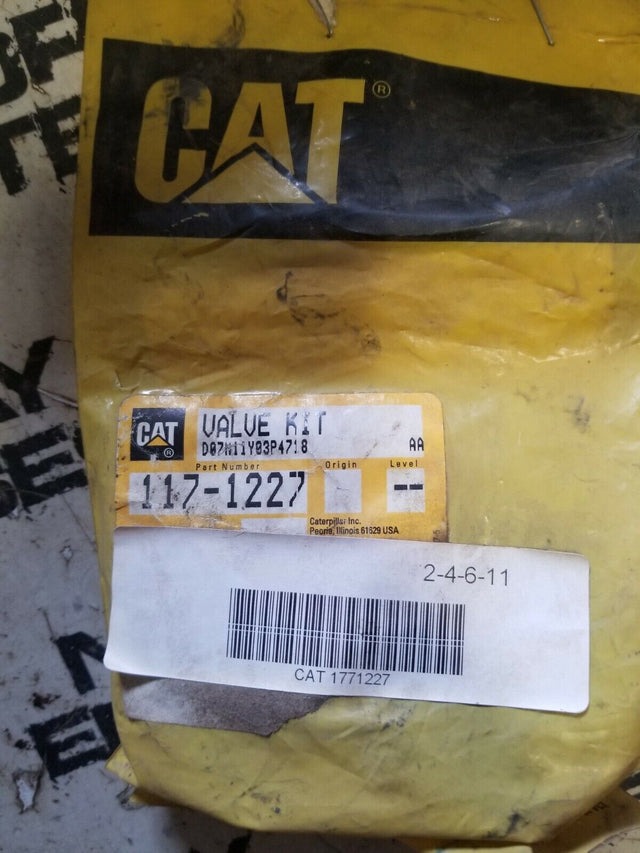 CAT®
CAT®
VALVE KIT
D07M11Y03P4718 AA
Part Number Origin Level
117-1227 --
Caterpillar Inc.
Peoria, Illinois 61629 USA
2-4-6-11
CAT 1771227